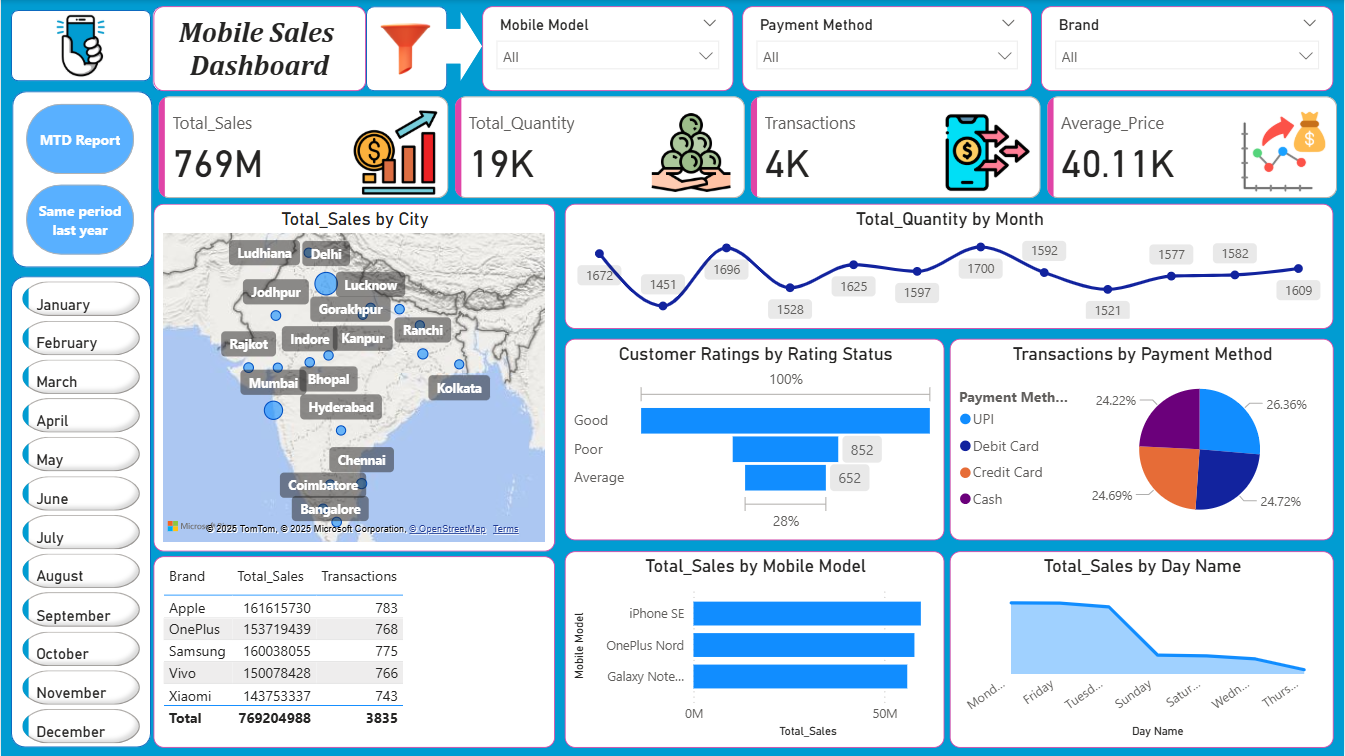 Mobile Sales
Dashboard
Mobile Model
All
Payment Method
All
Brand
All
MTD Report
Same period
last year
Total_Sales
769M
Total_Quantity
19K
Transactions
4K
Average_Price
40.11K
January
February
March
April
May
June
July
August
September
October
November
December
Total_Sales by City
Ludhiana
Delhi
Jodhpur
Lucknow
Gorakhpur
Rajkot
Indore
Kanpur
Ranchi
Mumbai
Bhopal
Kolkata
Hyderabad
Chennai
Coimbatore
Bangalore
© 2025 TomTom, © 2025 Microsoft Corporation, © OpenStreetMap Terms
Total_Quantity by Month
1672
1451
1696
1528
1625
1597
1700
1592
1521
1577
1582
1609
Customer Ratings by Rating Status
100%
Good
Poor
852
Average
652
28%
Transactions by Payment Method
Payment Meth...
UPI
Debit Card
Credit Card
Cash
24.22%
26.36%
24.69%
24.72%
Brand Total_Sales Transactions
Apple 161615730 783
OnePlus 153719439 768
Samsung 160038055 775
Vivo 150078428 766
Xiaomi 143753337 743
Total 769204988 3835
Total_Sales by Mobile Model
Mobile Model
iPhone SE
OnePlus Nord
Galaxy Note...
0M 50M
Total_Sales
Total_Sales by Day Name
Mond... Friday Tuesd... Sunday Satur... Wedn... Thurs...
Day Name